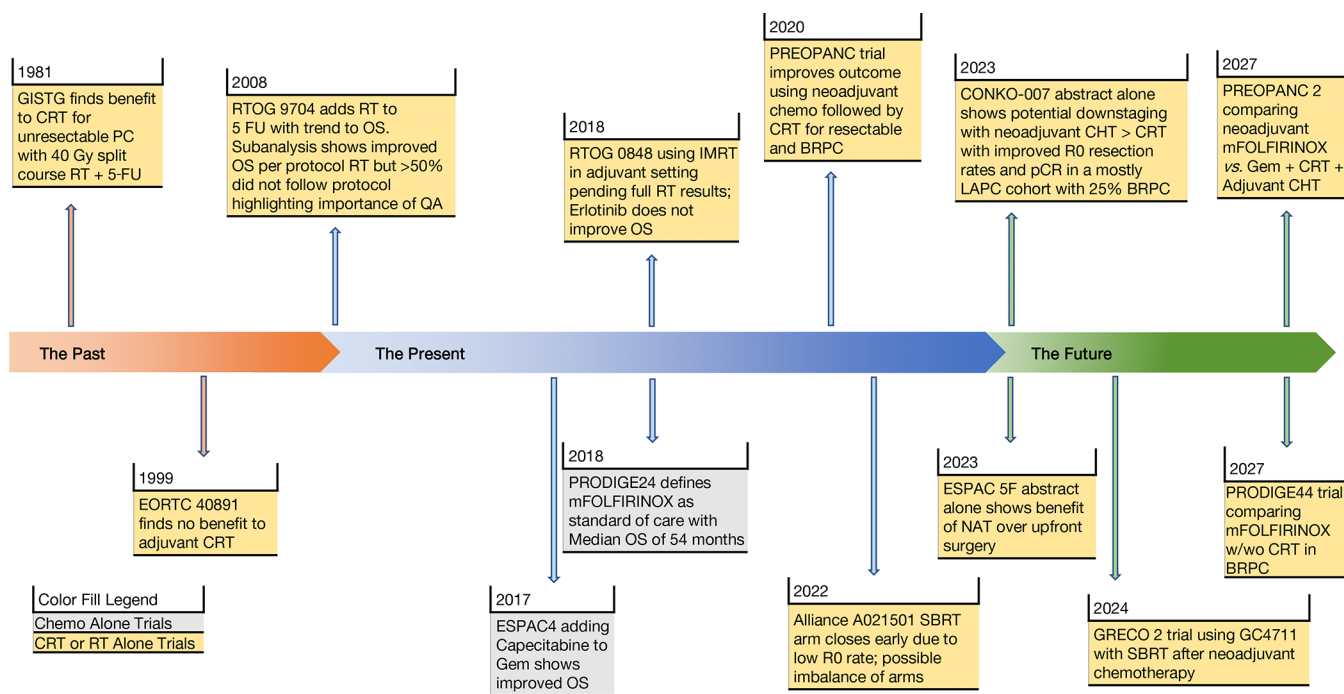 1981
GISTG finds benefit
to CRT for
unresectable PC
with 40 Gy split
course RT + 5-FU
2008
RTOG 9704 adds RT to
5 FU with trend to OS.
Subanalysis shows improved
OS per protocol RT but >50%
did not follow protocol
highlighting importance of QA
2018
RTOG 0848 using IMRT
in adjuvant setting
pending full RT results;
Erlotinib does not
improve OS
2020
PREOPANC trial
improves outcome
using neoadjuvant
chemo followed by
CRT for resectable
and BRPC
2023
CONKO-007 abstract alone
shows potential downstaging
with neoadjuvant CHT > CRT
with improved R0 resection
rates and pCR in a mostly
LAPC cohort with 25% BRPC
2027
PREOPANC 2
comparing
neoadjuvant
mFOLFIRINOX
vs. Gem + CRT +
Adjuvant CHT
The Past
The Present
The Future
1999
EORTC 40891
finds no benefit to
adjuvant CRT
2017
ESPAC4 adding
Capecitabine to
Gem shows
improved OS
2018
PRODIGE24 defines
mFOLFIRINOX as
standard of care with
Median OS of 54 months
2022
Alliance A021501 SBRT
arm closes early due to
low R0 rate; possible
imbalance of arms
2023
ESPAC 5F abstract
alone shows benefit
of NAT over upfront
surgery
2024
GRECO 2 trial using GC4711
with SBRT after neoadjuvant
chemotherapy
2027
PRODIGE44 trial
comparing
mFOLFIRINOX
w/wo CRT in
BRPC
Color Fill Legend
Chemo Alone Trials
CRT or RT Alone Trials